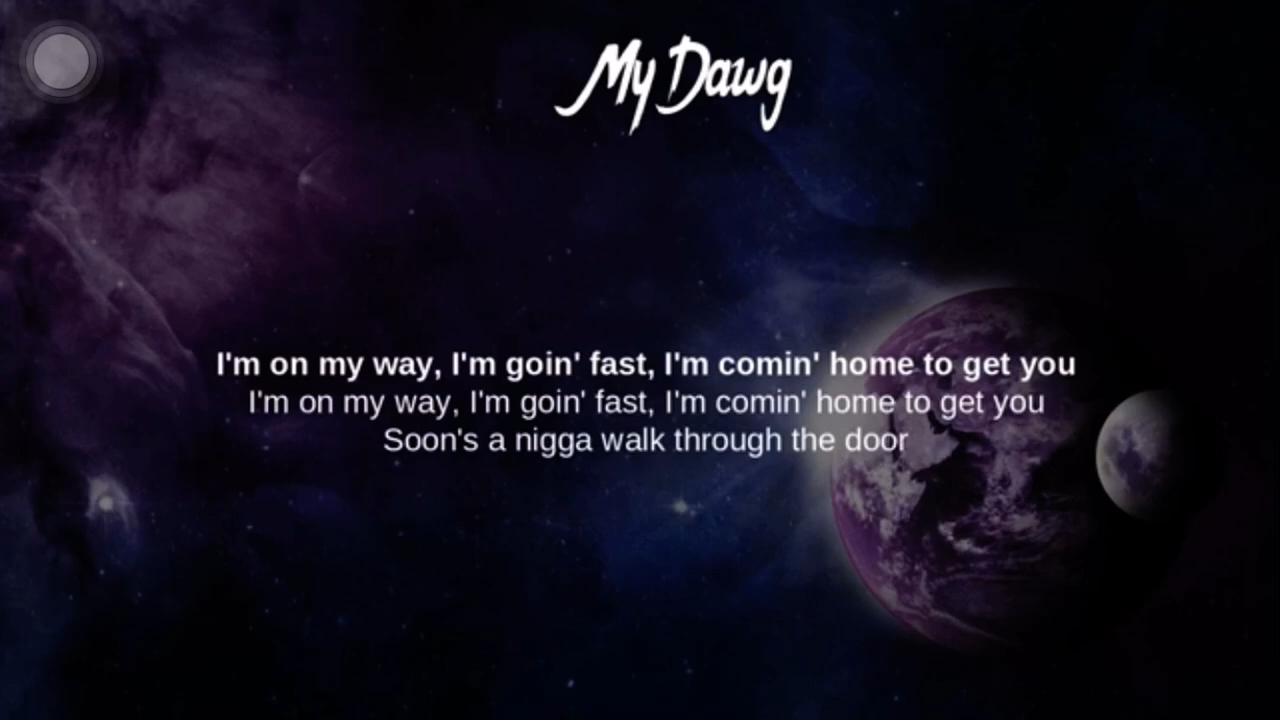 My Dawg
I'm on my way, I'm goin' fast, I'm comin' home to get you
I'm on my way, I'm goin' fast, I'm comin' home to get you
Soon's a nigga walk through the door